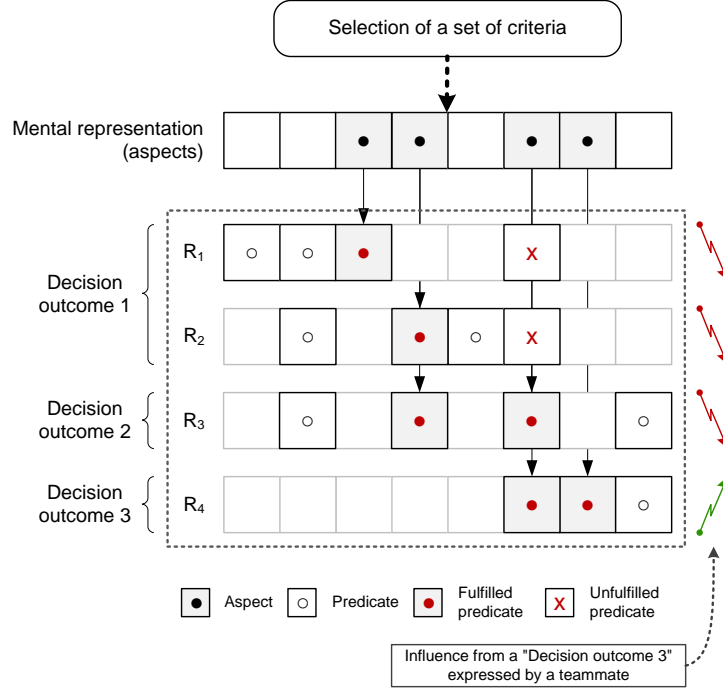 Selection of a set of criteria
Mental representation
(aspects)
R1
X
Decision
outcome 1
R2
X
Decision
outcome 2
R3
Decision
outcome 3
R4
Aspect
Predicate
Fulfilled
predicate
X
Unfulfilled
predicate
Influence from a "Decision outcome 3"
expressed by a teammate